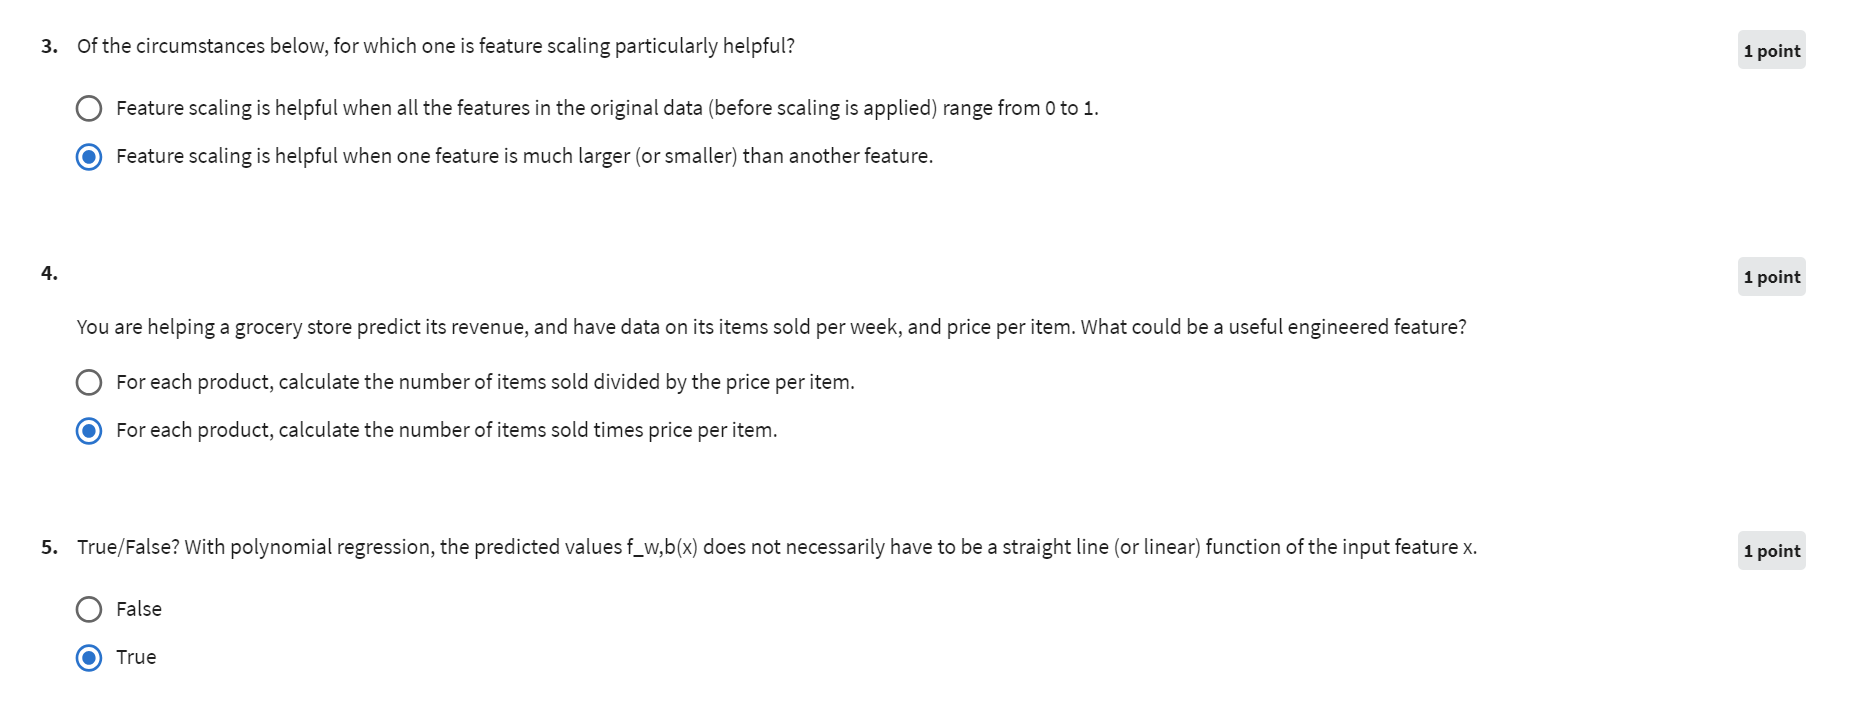 3. Of the circumstances below, for which one is feature scaling particularly helpful?
1 point
Feature scaling is helpful when all the features in the original data (before scaling is applied) range from 0 to 1.
Feature scaling is helpful when one feature is much larger (or smaller) than another feature.
4.
1 point
You are helping a grocery store predict its revenue, and have data on its items sold per week, and price per item. What could be a useful engineered feature?
For each product, calculate the number of items sold divided by the price per item.
For each product, calculate the number of items sold times price per item.
5. True/False? With polynomial regression, the predicted values f_w,b(x) does not necessarily have to be a straight line (or linear) function of the input feature x.
1 point
False
True